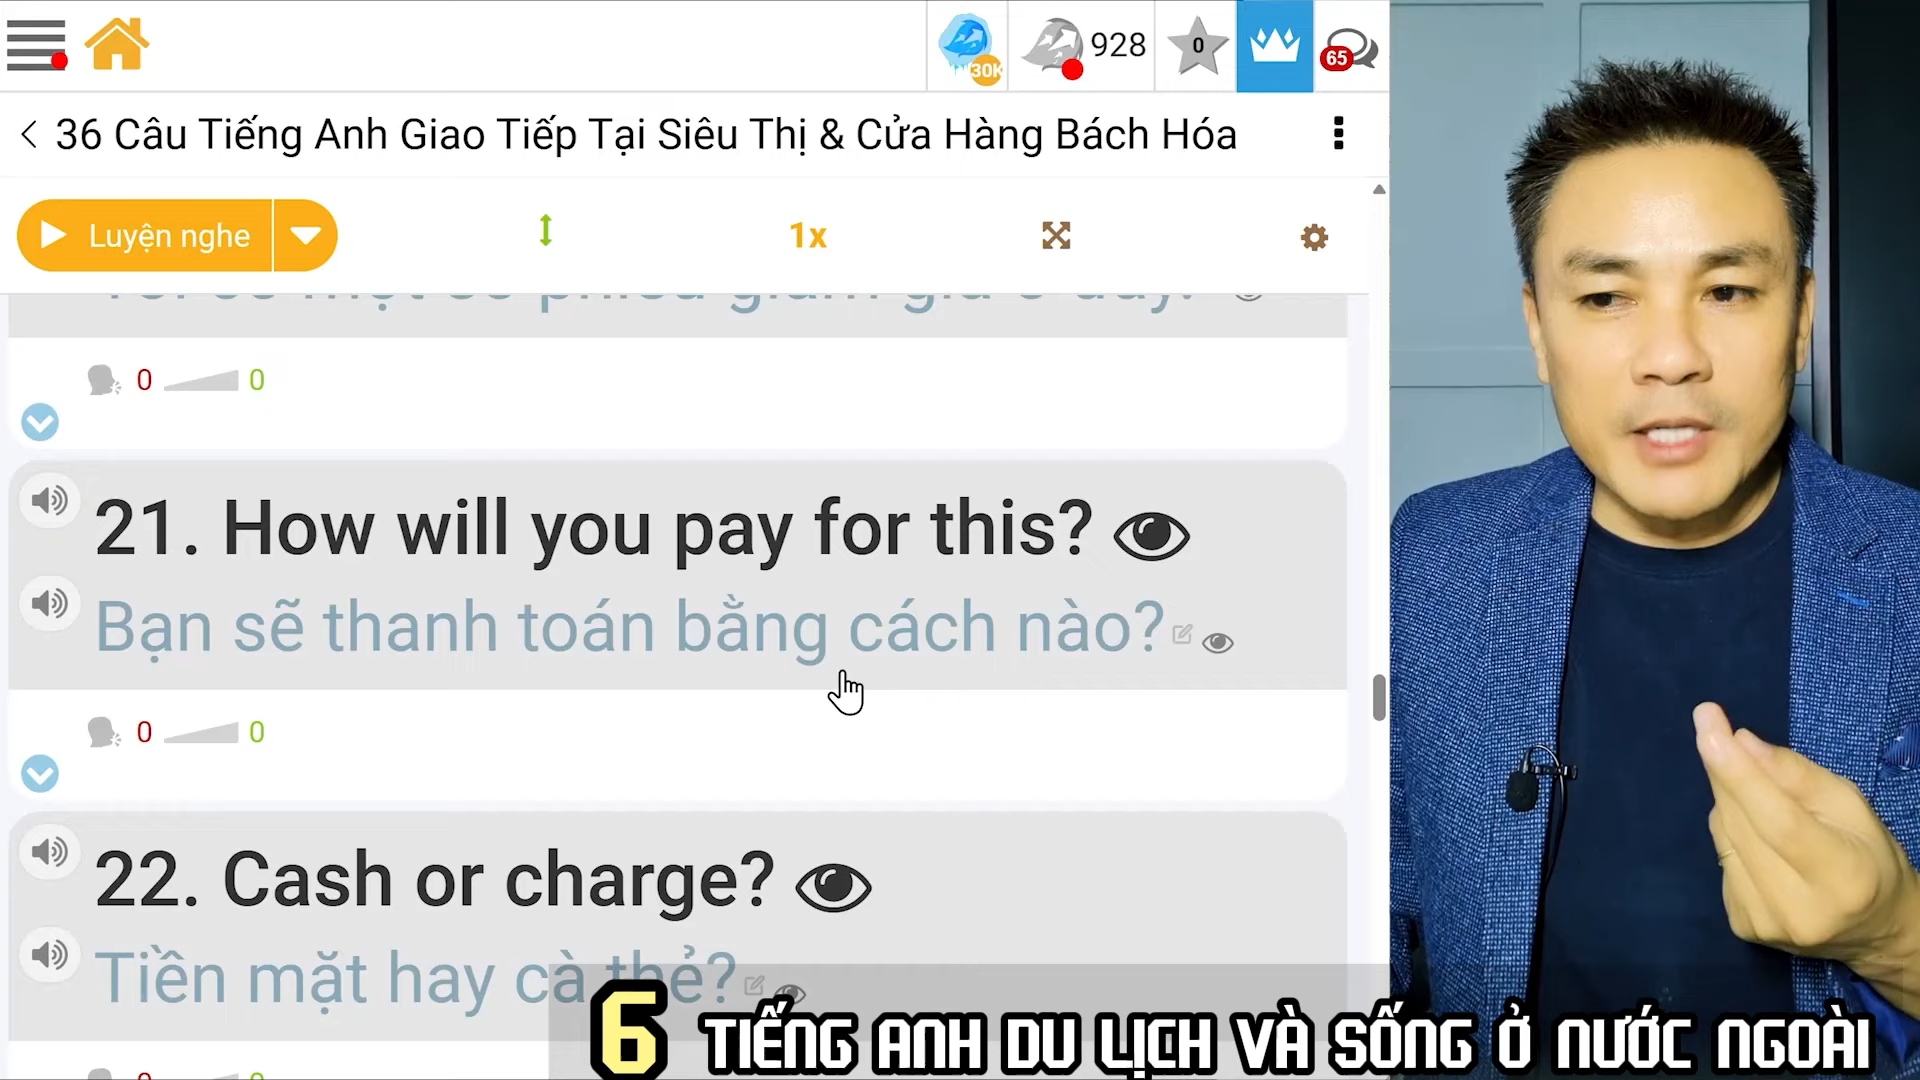 30K
928
0
65
36 Câu Tiếng Anh Giao Tiếp Tại Siêu Thị & Cửa Hàng Bách Hóa
Luyện nghe
1x
0 0
21. How will you pay for this?
Bạn sẽ thanh toán bằng cách nào?
0 0
22. Cash or charge?
Tiền mặt hay cà thẻ?
6 TIẾNG ANH DU LỊCH VÀ SỐNG Ở NƯỚC NGOÀI